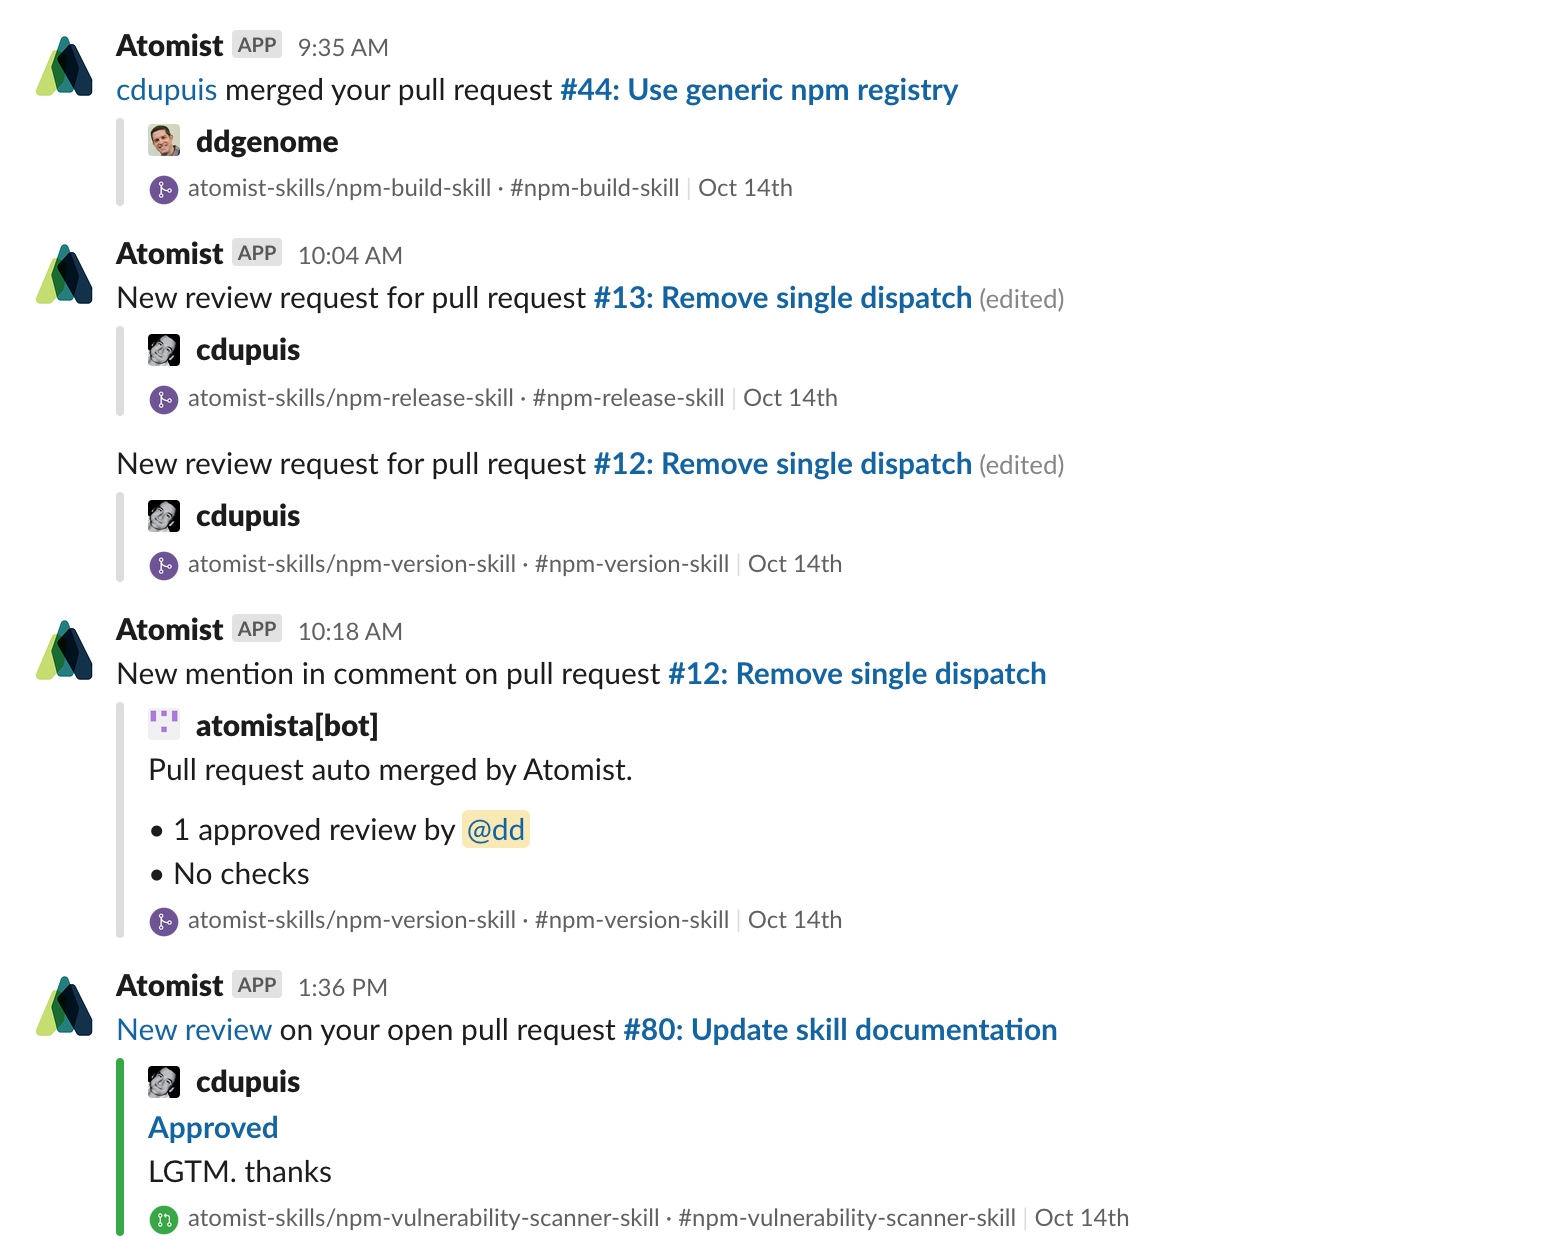 Atomist APP 9:35 AM
cdupuis merged your pull request #44: Use generic npm registry
ddgenome
atomist-skills/npm-build-skill · #npm-build-skill | Oct 14th
Atomist APP 10:04 AM
New review request for pull request #13: Remove single dispatch (edited)
cdupuis
atomist-skills/npm-release-skill · #npm-release-skill | Oct 14th
New review request for pull request #12: Remove single dispatch (edited)
cdupuis
atomist-skills/npm-version-skill · #npm-version-skill | Oct 14th
Atomist APP 10:18 AM
New mention in comment on pull request #12: Remove single dispatch
atomista[bot]
Pull request auto merged by Atomist.
• 1 approved review by @dd
• No checks
atomist-skills/npm-version-skill · #npm-version-skill | Oct 14th
Atomist APP 1:36 PM
New review on your open pull request #80: Update skill documentation
cdupuis
Approved
LGTM. thanks
atomist-skills/npm-vulnerability-scanner-skill · #npm-vulnerability-scanner-skill | Oct 14th